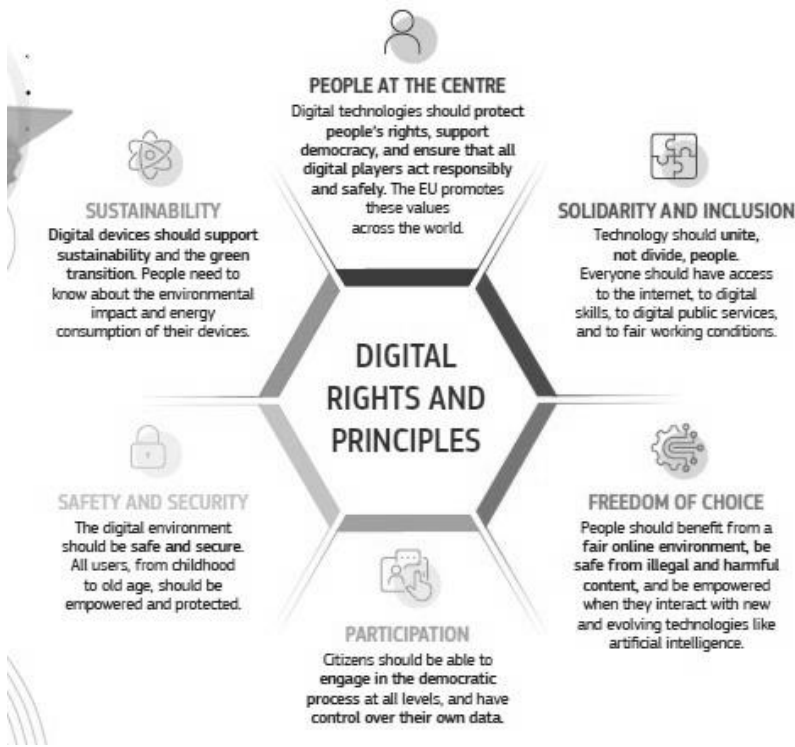 PEOPLE AT THE CENTRE
Digital technologies should protect
people's rights, support
democracy, and ensure that all
digital players act responsibly
and safely. The EU promotes
these values
across the world.
SUSTAINABILITY
Digital devices should support
sustainability and the green
transition. People need to
know about the environmental
impact and energy
consumption of their devices.
SOLIDARITY AND INCLUSION
Technology should unite,
not divide, people.
Everyone should have access
to the internet, to digital
skills, to digital public services,
and to fair working conditions.
DIGITAL
RIGHTS AND
PRINCIPLES
SAFETY AND SECURITY
The digital environment
should be safe and secure.
All users, from childhood
to old age, should be
empowered and protected.
FREEDOM OF CHOICE
People should benefit from a
fair online environment, be
safe from illegal and harmful
content, and be empowered
when they interact with new
and evolving technologies like
artificial intelligence.
PARTICIPATION
Citizens should be able to
engage in the democratic
process at all levels, and have
control over their own data.